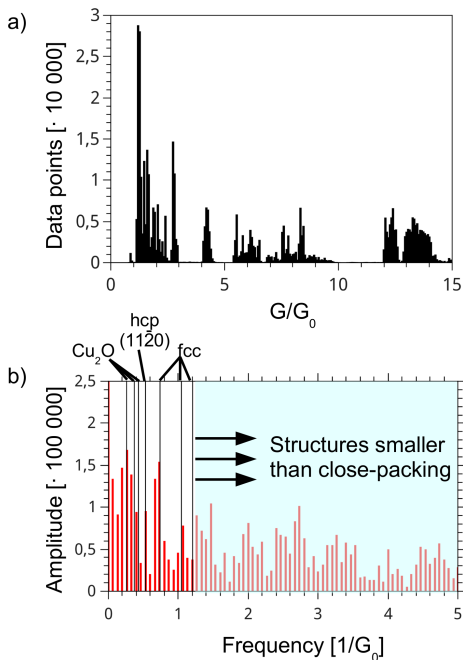 a)
3
2,5
2
1,5
1
0,5
0
Data points [· 10 000]
0 5 10 15
G/G₀
hcp
(112̄0)
Cu₂O
fcc
b)
2,5
2
1,5
1
0,5
0
Amplitude [· 100 000]
Structures smaller
than close-packing
0 1 2 3 4 5
Frequency [1/G₀]